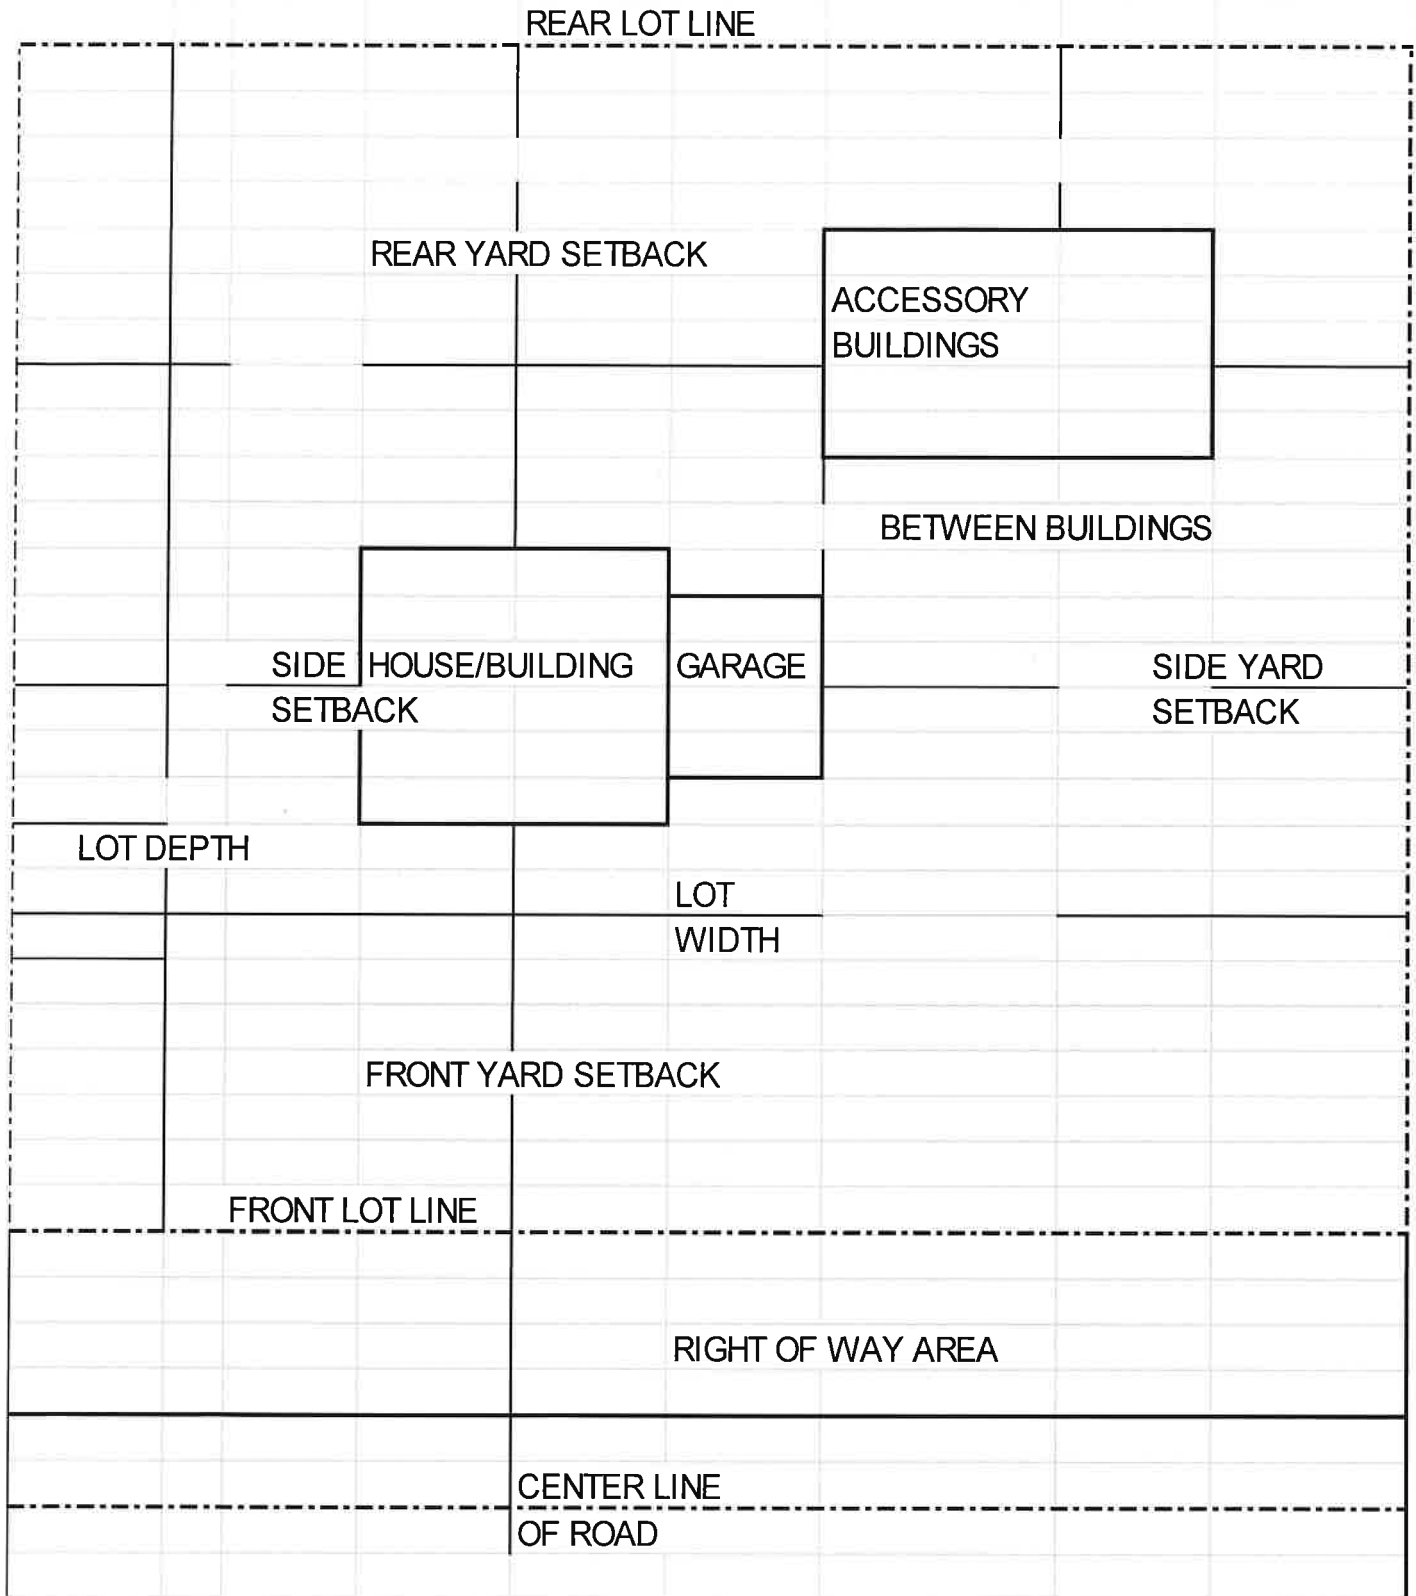 REAR LOT LINE
REAR YARD SETBACK
ACCESSORY
BUILDINGS
BETWEEN BUILDINGS
SIDE
SETBACK
HOUSE/BUILDING
GARAGE
SIDE YARD
SETBACK
LOT DEPTH
LOT
WIDTH
FRONT YARD SETBACK
FRONT LOT LINE
RIGHT OF WAY AREA
CENTER LINE
OF ROAD